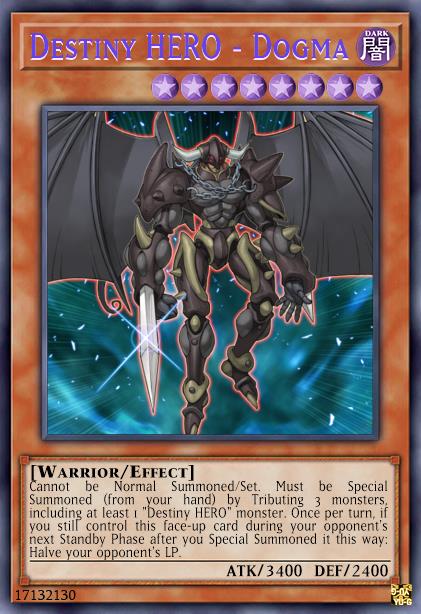 Destiny HERO - Dogma
DARK
闇
[Warrior/Effect]
Cannot be Normal Summoned/Set. Must be Special
Summoned (from your hand) by Tributing 3 monsters,
including at least 1 "Destiny HERO" monster. Once per turn, if
you still control this face-up card during your opponent's
next Standby Phase after you Special Summoned it this way:
Halve your opponent's LP.
ATK/3400 DEF/2400
17132130